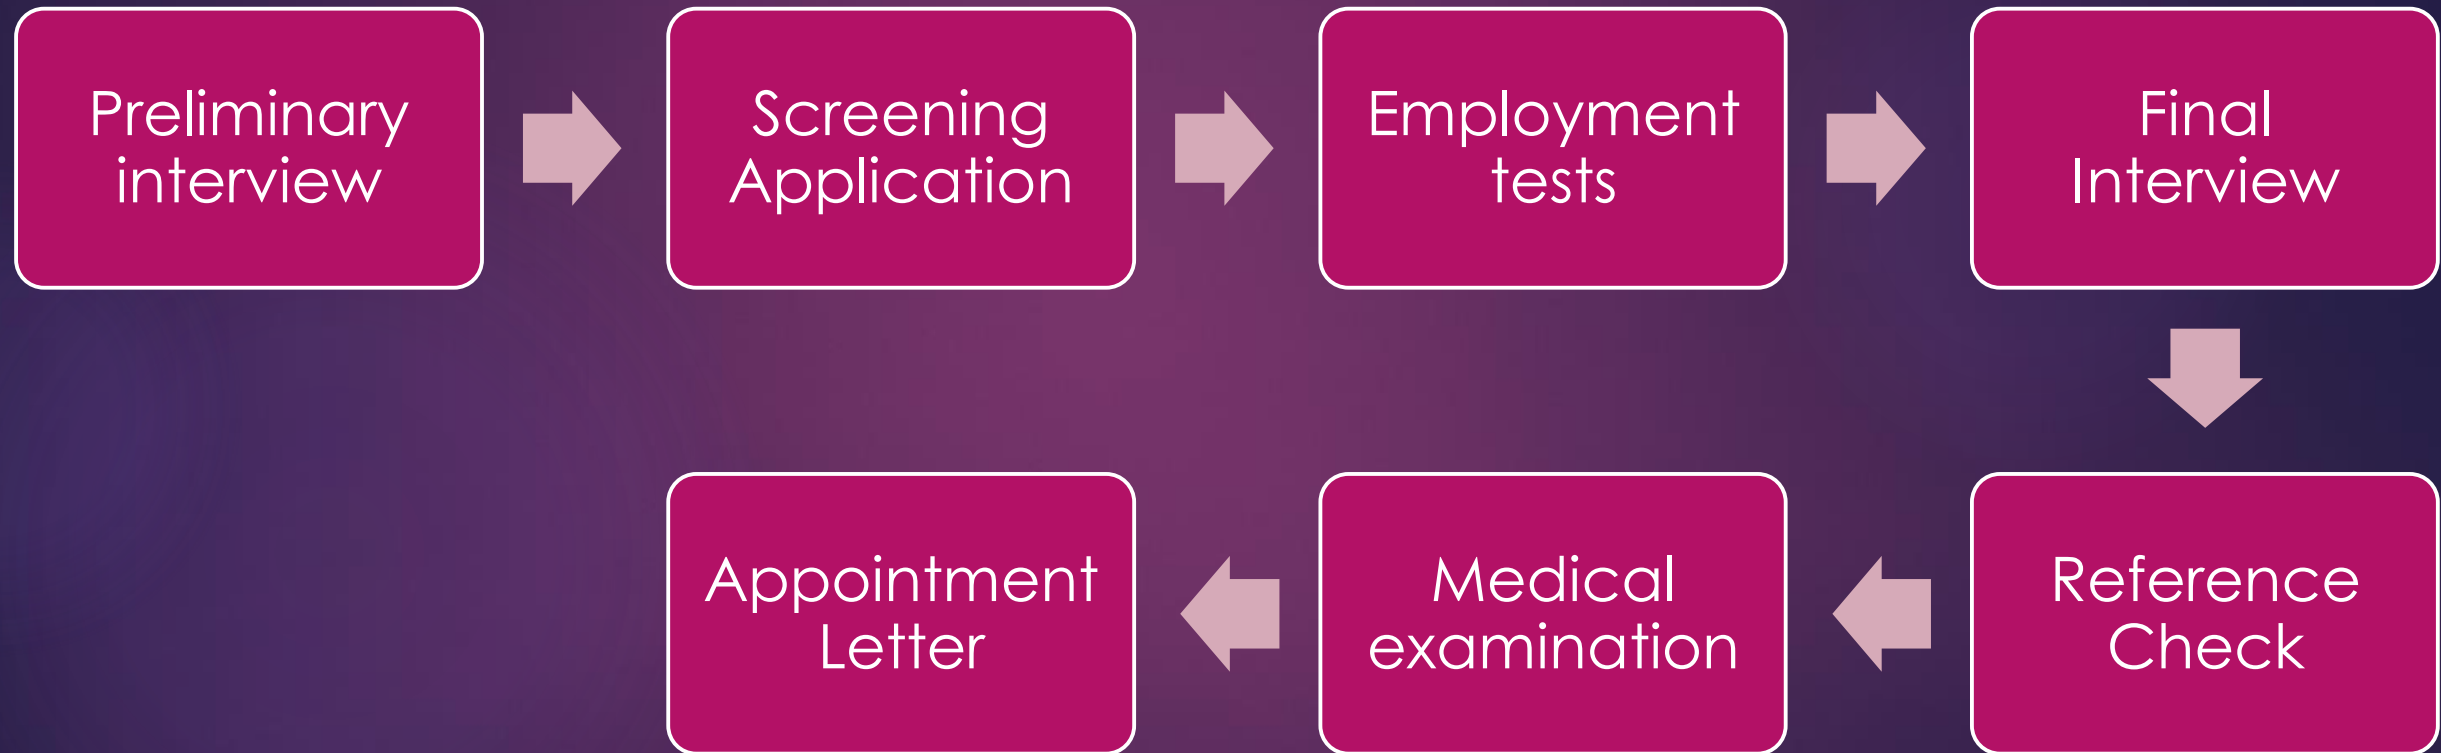 Preliminary
interview
Screening
Application
Employment
tests
Final
Interview
Reference
Check
Medical
examination
Appointment
Letter